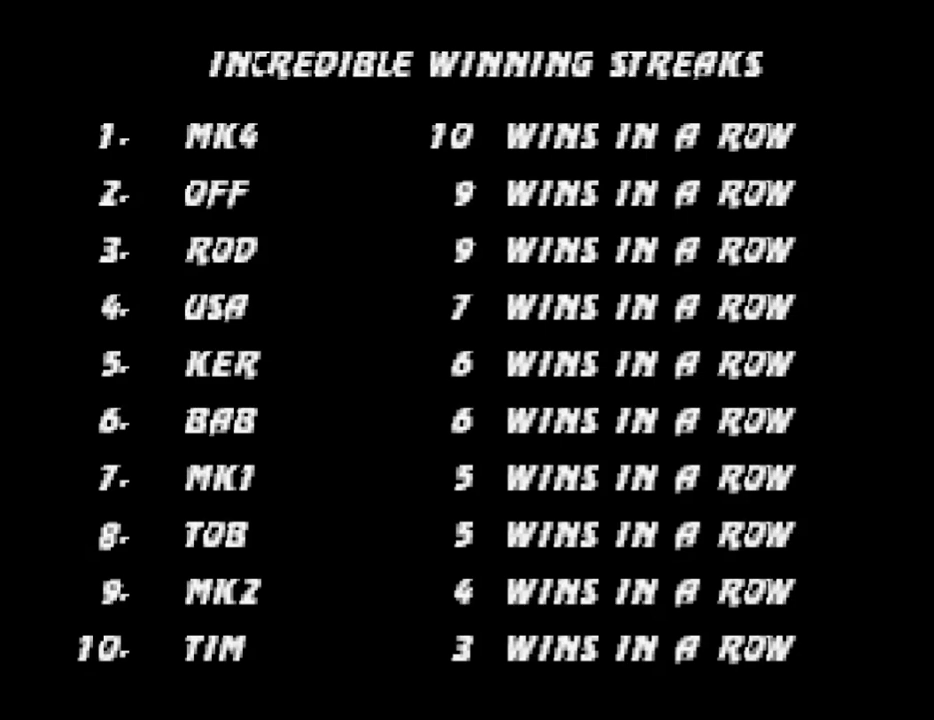 INCREDIBLE WINNING STREAKS
1- MK4 10 WINS IN A ROW
2- OFF 9 WINS IN A ROW
3- ROD 9 WINS IN A ROW
4- USA 7 WINS IN A ROW
5- KER 6 WINS IN A ROW
6- BAB 6 WINS IN A ROW
7- MK1 5 WINS IN A ROW
8- TOB 5 WINS IN A ROW
9- MK2 4 WINS IN A ROW
10- TIM 3 WINS IN A ROW